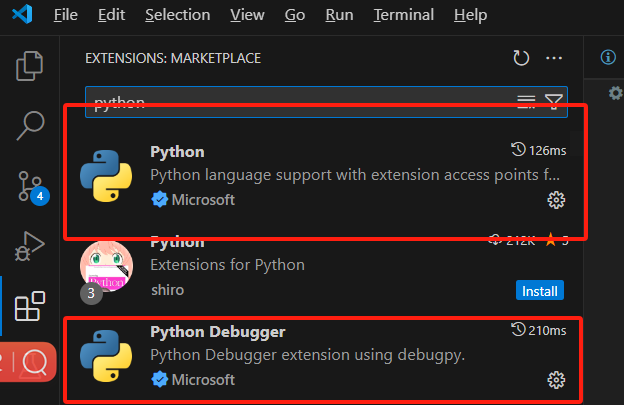 File Edit Selection View Go Run Terminal Help
EXTENSIONS: MARKETPLACE
python
Python 126ms
Python language support with extension access points f...
Microsoft
Python 212K 5
Extensions for Python
shiro Install
3
4
Python Debugger 210ms
Python Debugger extension using debugpy.
Microsoft